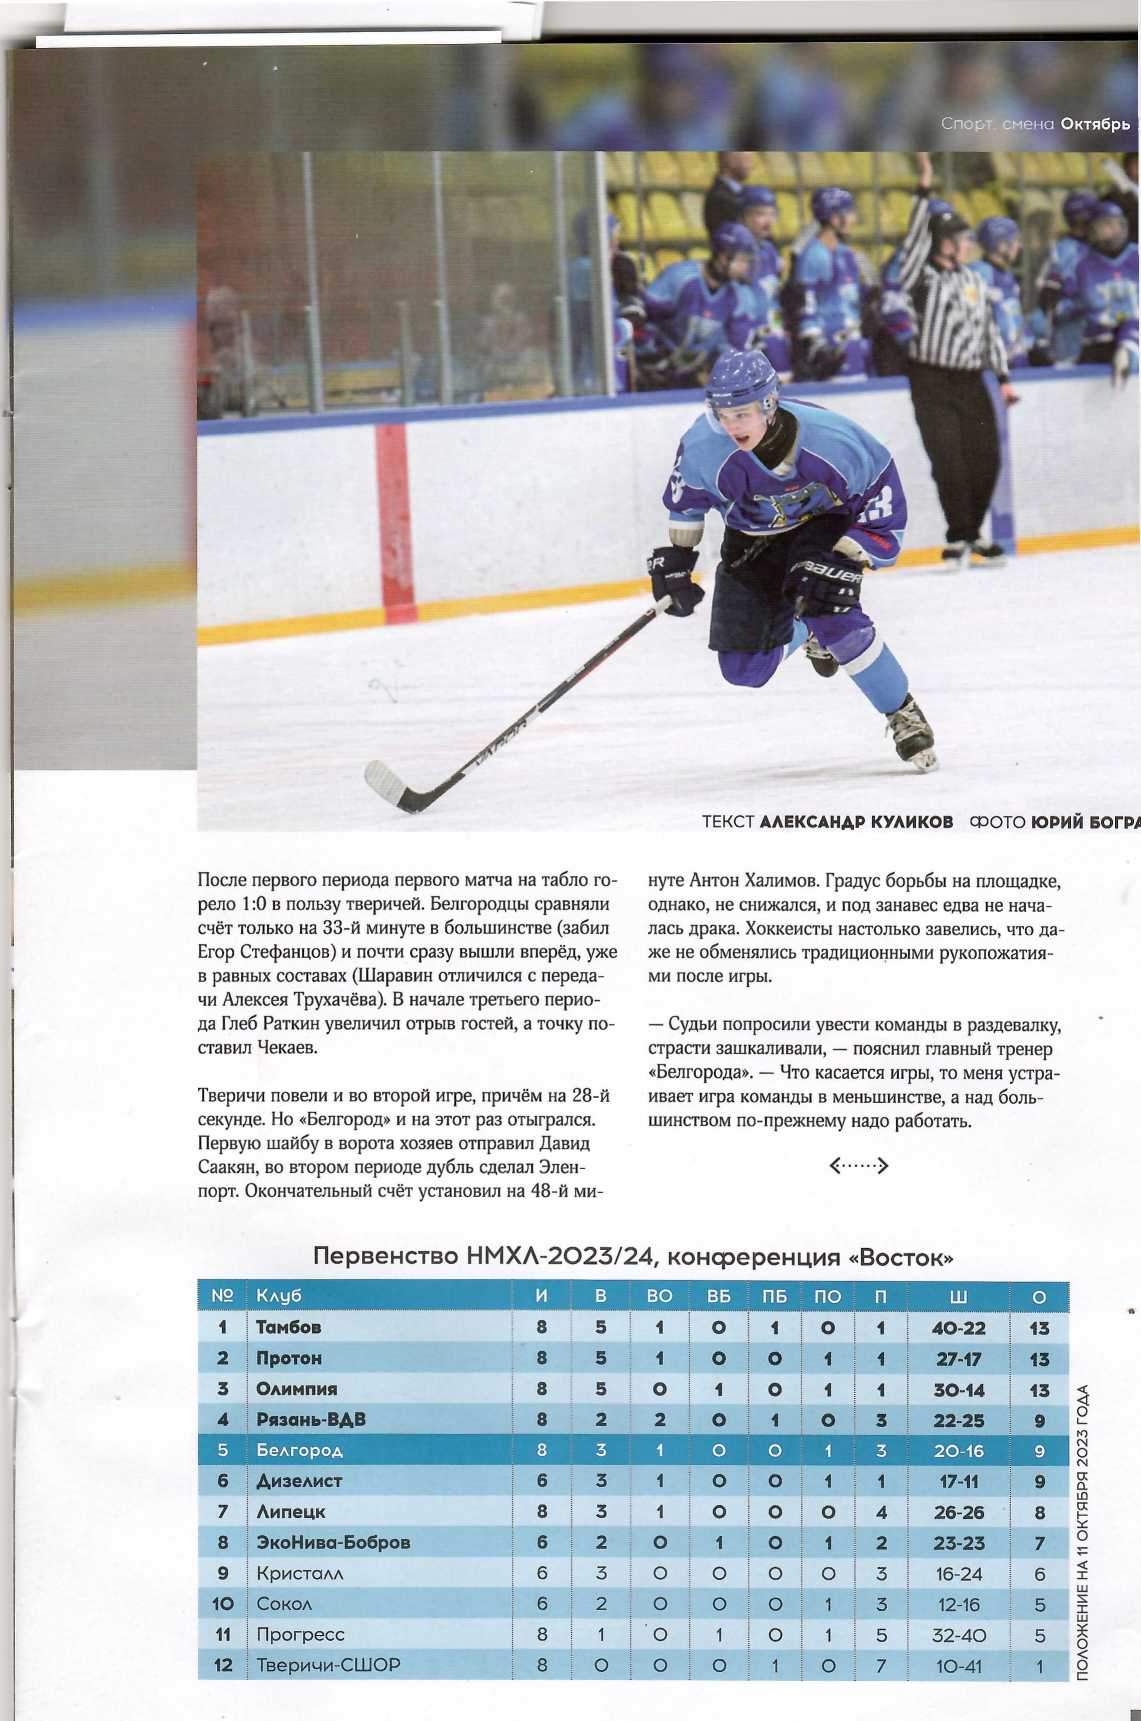 Спорт. смена Октябрь
BAUER
ТЕКСТ АЛЕКСАНДР КУЛИКОВ ФОТО ЮРИЙ БОГРА
После первого периода первого матча на табло го-
рело 1:0 в пользу тверичей. Белгородцы сравняли
счёт только на 33-й минуте в большинстве (забил
Егор Стефанцов) и почти сразу вышли вперёд, уже
в равных составах (Шаравин отличился с переда-
чи Алексея Трухачёва). В начале третьего перио-
да Глеб Раткин увеличил отрыв гостей, а точку по-
ставил Чекаев.
Тверичи повели и во второй игре, причём на 28-й
секунде. Но «Белгород» и на этот раз отыгрался.
Первую шайбу в ворота хозяев отправил Давид
Саакян, во втором периоде дубль сделал Элен-
порт. Окончательный счёт установил на 48-й ми-
нуте Антон Халимов. Градус борьбы на площадке,
однако, не снижался, и под занавес едва не нача-
лась драка. Хоккеисты настолько завелись, что да-
же не обменялись традиционными рукопожатия-
ми после игры.
— Судьи попросили увести команды в раздевалку,
страсти зашкаливали, — пояснил главный тренер
«Белгорода». — Что касается игры, то меня устра-
ивает игра команды в меньшинстве, а над боль-
шинством по-прежнему надо работать.
Первенство НМХЛ-2023/24, конференция «Восток»
№ Клуб И В ВО ВБ ПБ ПО П Ш О
1 Тамбов 8 5 1 0 1 0 1 40-22 13
2 Протон 8 5 1 0 0 1 1 27-17 13
3 Олимпия 8 5 0 1 0 1 1 30-14 13
4 Рязань-ВДВ 8 2 2 0 1 0 3 22-25 9
5 Белгород 8 3 1 0 0 1 3 20-16 9
6 Дизелист 6 3 1 0 0 1 1 17-11 9
7 Липецк 8 3 1 0 0 0 4 26-26 8
8 ЭкоНива-Бобров 6 2 0 1 0 1 2 23-23 7
9 Кристалл 6 3 0 0 0 0 3 16-24 6
10 Сокол 6 2 0 0 0 1 3 12-16 5
11 Прогресс 8 1 0 1 0 1 5 32-40 5
12 Тверичи-СШОР 8 0 0 0 1 0 7 10-41 1
ПОЛОЖЕНИЕ НА 11 ОКТЯБРЯ 2023 ГОДА